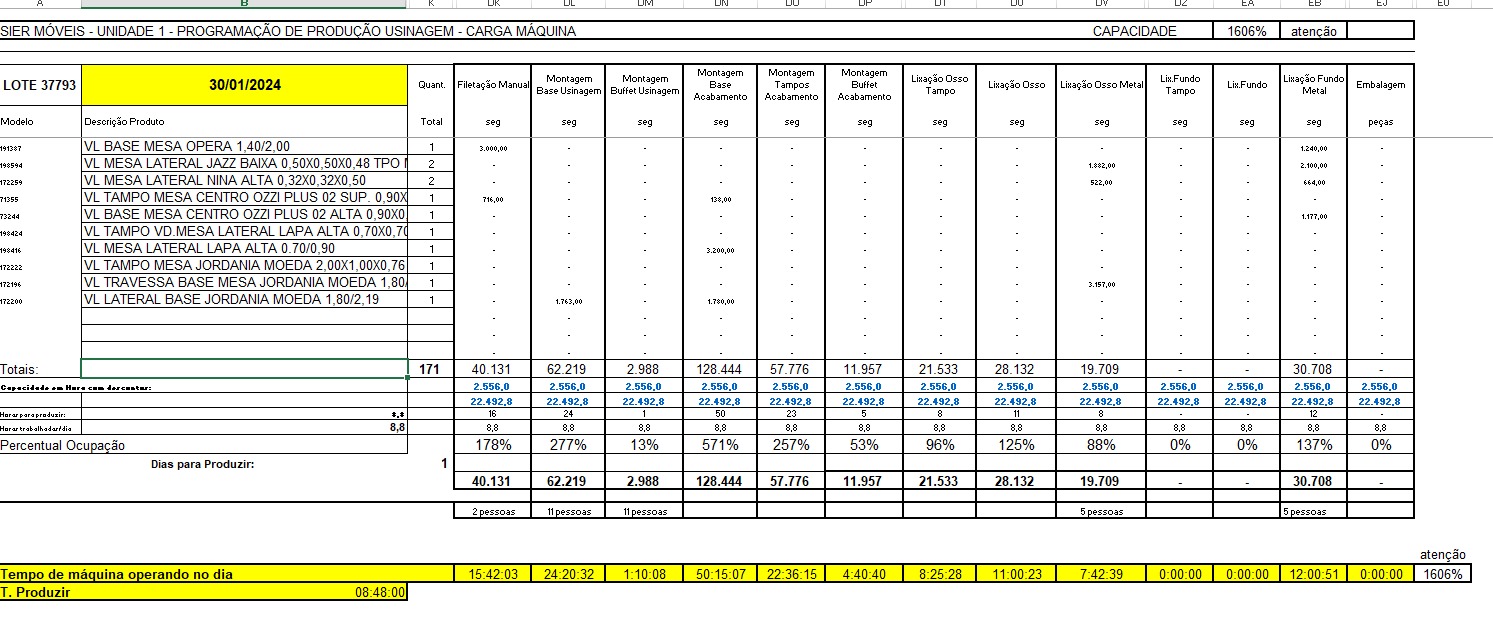 A B K DK DL DM DN DO DP DT DU DV DZ EA EB EJ EU
SIER MÓVEIS - UNIDADE 1 - PROGRAMAÇÃO DE PRODUÇÃO USINAGEM - CARGA MÁQUINA CAPACIDADE 1606% atenção
LOTE 37793 30/01/2024 Quant. Filetação Manual Montagem Base Usinagem Montagem Buffet Usinagem Montagem Base Acabamento Montagem Tampos Acabamento Montagem Buffet Acabamento Lixação Osso Tampo Lixação Osso Lixação Osso Metal Lix.Fundo Tampo Lix.Fundo Lixação Fundo Metal Embalagem
Modelo Descrição Produto Total seg seg seg seg seg seg seg seg seg seg seg seg peças
191387 VL BASE MESA OPERA 1,40/2,00 1 3.000,00 - - - - - - - - - - 1.240,00 -
198594 VL MESA LATERAL JAZZ BAIXA 0,50X0,50X0,48 TPO 2 - - - - - - - - 1.882,00 - - 2.100,00 -
172259 VL MESA LATERAL NINA ALTA 0,32X0,32X0,50 2 - - - - - - - - 522,00 - - 664,00 -
71355 VL TAMPO MESA CENTRO OZZI PLUS 02 SUP. 0,90X 1 716,00 - - 138,00 - - - - - - - - -
73244 VL BASE MESA CENTRO OZZI PLUS 02 ALTA 0,90X0 1 - - - - - - - - - - - 1.177,00 -
198424 VL TAMPO VD.MESA LATERAL LAPA ALTA 0,70X0,70 1 - - - - - - - - - - - - -
198416 VL MESA LATERAL LAPA ALTA 0.70/0,90 1 - - - 3.200,00 - - - - - - - - -
172222 VL TAMPO MESA JORDANIA MOEDA 2,00X1,00X0,76 1 - - - - - - - - - - - - -
172196 VL TRAVESSA BASE MESA JORDANIA MOEDA 1,80/ 1 - - - - - - - - 3.157,00 - - - -
172200 VL LATERAL BASE JORDANIA MOEDA 1,80/2,19 1 - 1.763,00 - 1.780,00 - - - - - - - - -
- - - - - - - - - - - - -
- - - - - - - - - - - - -
- - - - - - - - - - - - -
Totais: 171 40.131 62.219 2.988 128.444 57.776 11.957 21.533 28.132 19.709 - - 30.708 -
Capacidade em Hora com descontos: 2.556,0 2.556,0 2.556,0 2.556,0 2.556,0 2.556,0 2.556,0 2.556,0 2.556,0 2.556,0 2.556,0 2.556,0 2.556,0
22.492,8 22.492,8 22.492,8 22.492,8 22.492,8 22.492,8 22.492,8 22.492,8 22.492,8 22.492,8 22.492,8 22.492,8 22.492,8
Horas para produzir: 8,8 16 24 1 50 23 5 8 11 8 - - 12 -
Horas trabalhadas/dia 8,8 8,8 8,8 8,8 8,8 8,8 8,8 8,8 8,8 8,8 8,8 8,8 8,8 8,8
Percentual Ocupação 178% 277% 13% 571% 257% 53% 96% 125% 88% 0% 0% 137% 0%
Dias para Produzir: 1
40.131 62.219 2.988 128.444 57.776 11.957 21.533 28.132 19.709 - - 30.708 -
2 pessoas 11 pessoas 11 pessoas 5 pessoas 5 pessoas
atenção
Tempo de máquina operando no dia 15:42:03 24:20:32 1:10:08 50:15:07 22:36:15 4:40:40 8:25:28 11:00:23 7:42:39 0:00:00 0:00:00 12:00:51 0:00:00 1606%
T. Produzir 08:48:00